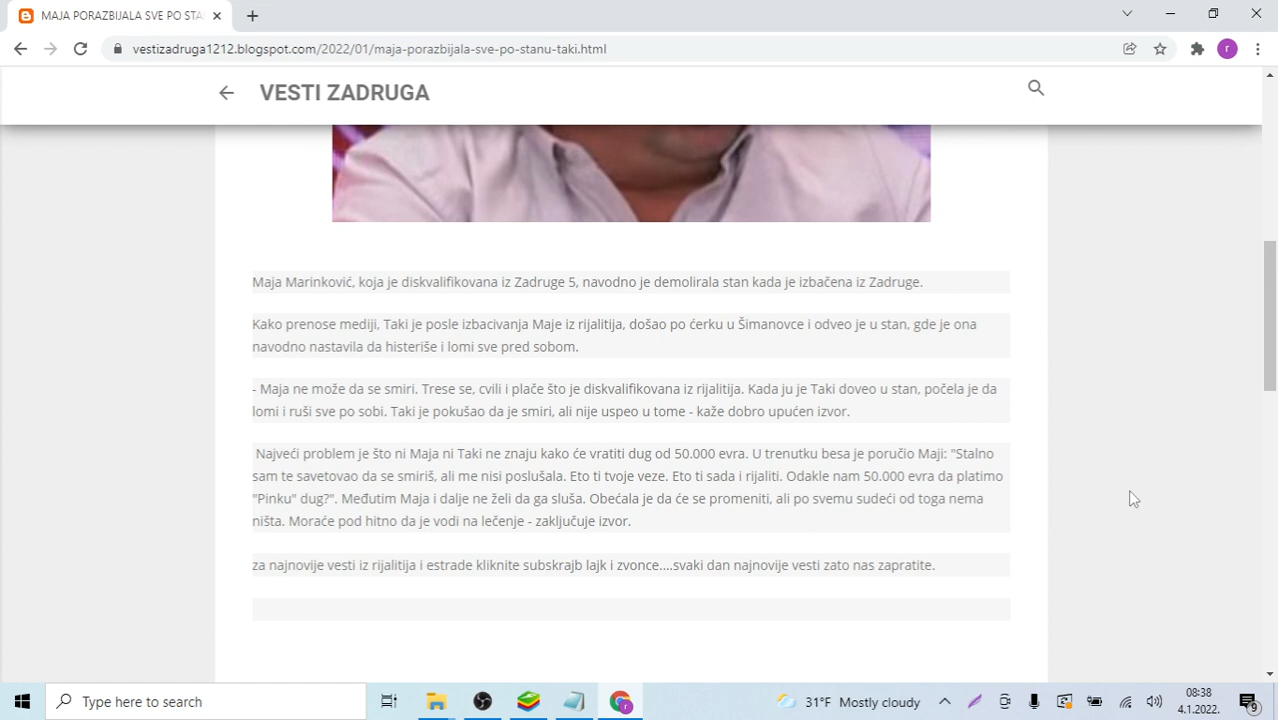 MAJA PORAZBIJALA SVE PO STA
vestizadruga1212.blogspot.com/2022/01/maja-porazbijala-sve-po-stanu-taki.html
r
VESTI ZADRUGA
Maja Marinković, koja je diskvalifikovana iz Zadruge 5, navodno je demolirala stan kada je izbačena iz Zadruge.
Kako prenose mediji, Taki je posle izbacivanja Maje iz rijalitija, došao po ćerku u Šimanovce i odveo je u stan, gde je ona
navodno nastavila da histeriše i lomi sve pred sobom.
- Maja ne može da se smiri. Trese se, cvili i plače što je diskvalifikovana iz rijalitija. Kada ju je Taki doveo u stan, počela je da
lomi i ruši sve po sobi. Taki je pokušao da je smiri, ali nije uspeo u tome - kaže dobro upućen izvor.
Najveći problem je što ni Maja ni Taki ne znaju kako će vratiti dug od 50.000 evra. U trenutku besa je poručio Maji: "Stalno
sam te savetovao da se smiriš, ali me nisi poslušala. Eto ti tvoje veze. Eto ti sada i rijaliti. Odakle nam 50.000 evra da platimo
"Pinku" dug?". Međutim Maja i dalje ne želi da ga sluša. Obećala je da će se promeniti, ali po svemu sudeći od toga nema
ništa. Moraće pod hitno da je vodi na lečenje - zaključuje izvor.
za najnovije vesti iz rijalitija i estrade kliknite subskrajb lajk i zvonce....svaki dan najnovije vesti zato nas zapratite.
Type here to search
r
31°F Mostly cloudy
08:38
4.1.2022.
9